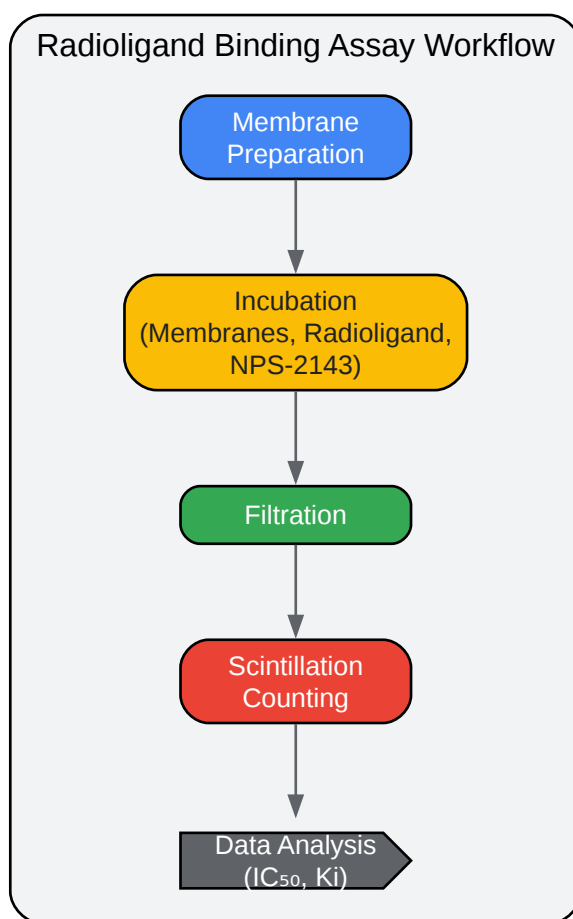 Radioligand Binding Assay Workflow
Membrane
Preparation
Incubation
(Membranes, Radioligand,
NPS-2143)
Filtration
Scintillation
Counting
Data Analysis
(IC₅₀, Ki)